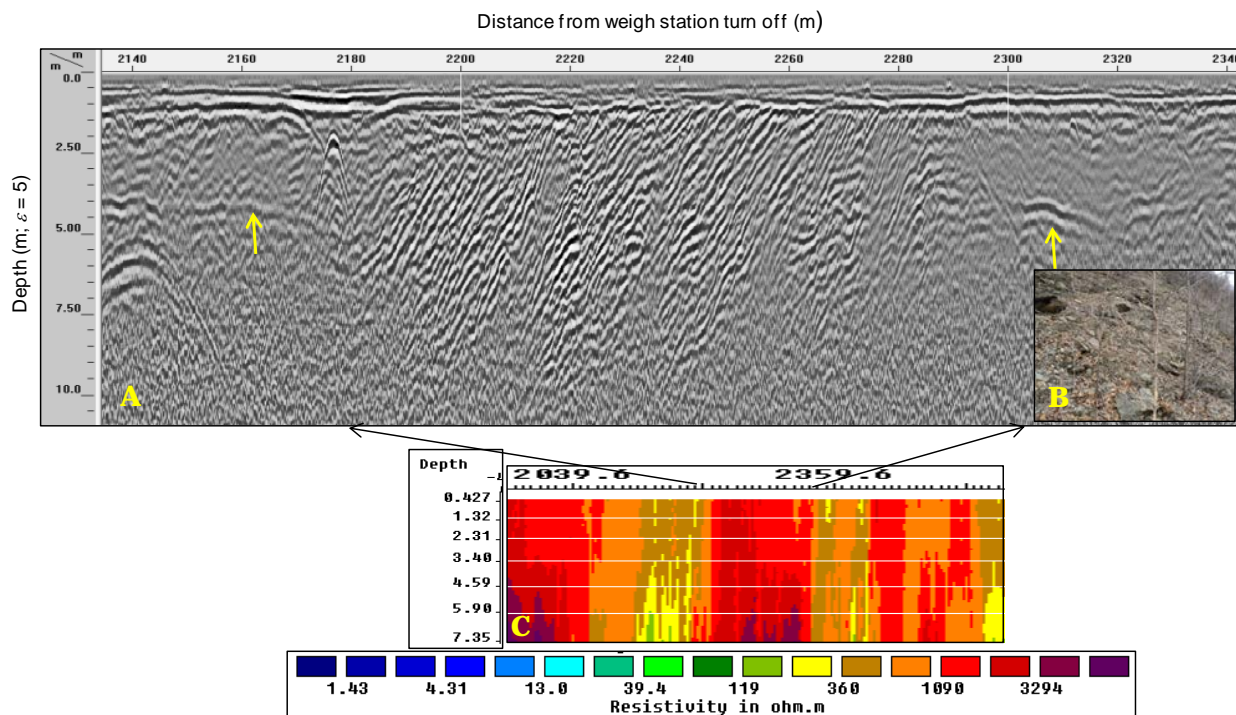 Distance from weigh station turn off (m)
m 2140 2160 2180 2200 2220 2240 2260 2280 2300 2320 2340
m
0.0
2.50
5.00
7.50
10.0
Depth (m; ε = 5)
A
B
Depth
2039.6 2359.6
0.427
1.32
2.31
3.40
4.59
5.90
7.35
C
1.43 4.31 13.0 39.4 119 360 1090 3294
Resistivity in ohm.m